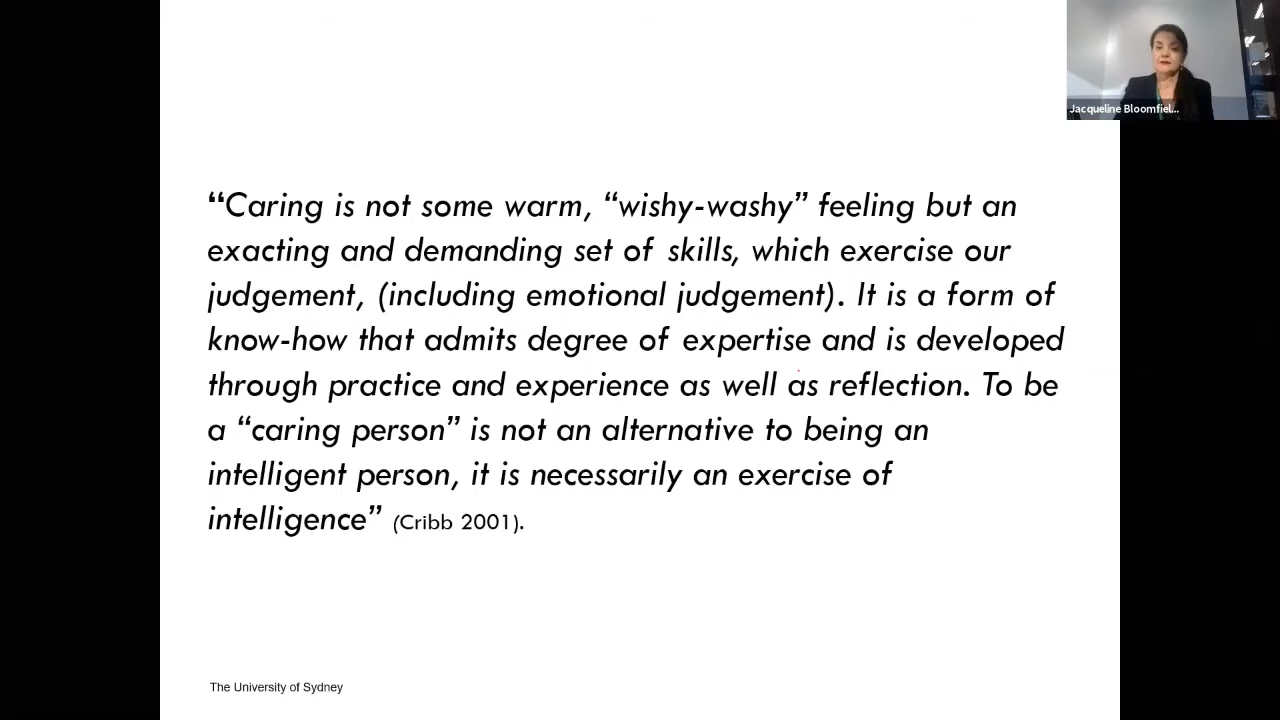 Jacqueline Bloomfiel...
“Caring is not some warm, “wishy-washy” feeling but an
exacting and demanding set of skills, which exercise our
judgement, (including emotional judgement). It is a form of
know-how that admits degree of expertise and is developed
through practice and experience as well as reflection. To be
a “caring person” is not an alternative to being an
intelligent person, it is necessarily an exercise of
intelligence” (Cribb 2001).
The University of Sydney